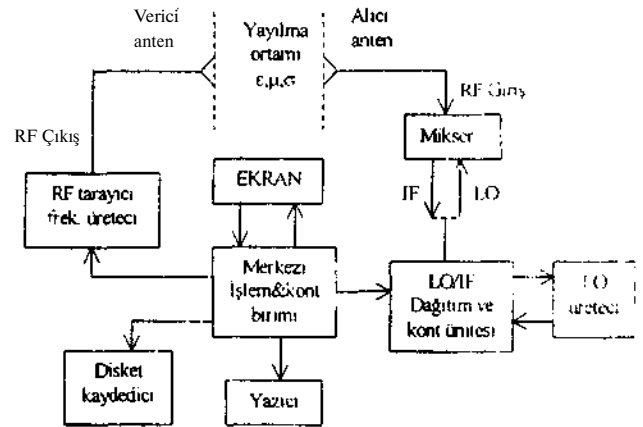 Verici
anten
Yayılma
ortamı
ε,μ,σ
Alıcı
anten
RF Çıkış
RF Giriş
Mikser
IF
LO
RF tarayıcı
frek. üreteci
EKRAN
Merkezi
İşlem&kont
birimi
LO/IF
Dağıtım ve
kont ünitesi
LO
üreteci
Disket
kaydedici
Yazıcı